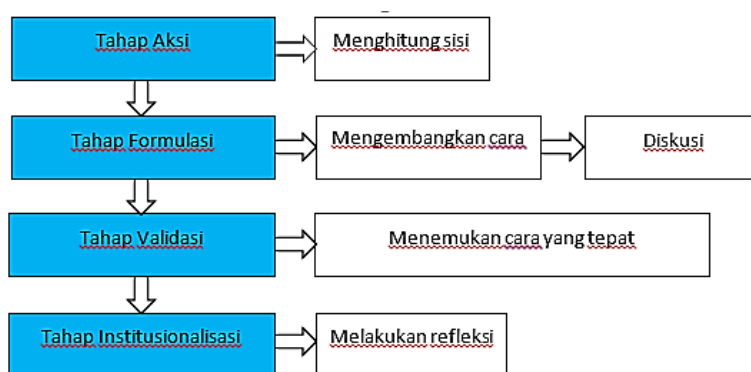 Tahap Aksi
Menghitung sisi
Tahap Formulasi
Mengembangkan cara
Diskusi
Tahap Validasi
Menemukan cara yang tepat
Tahap Institusionalisasi
Melakukan refleksi